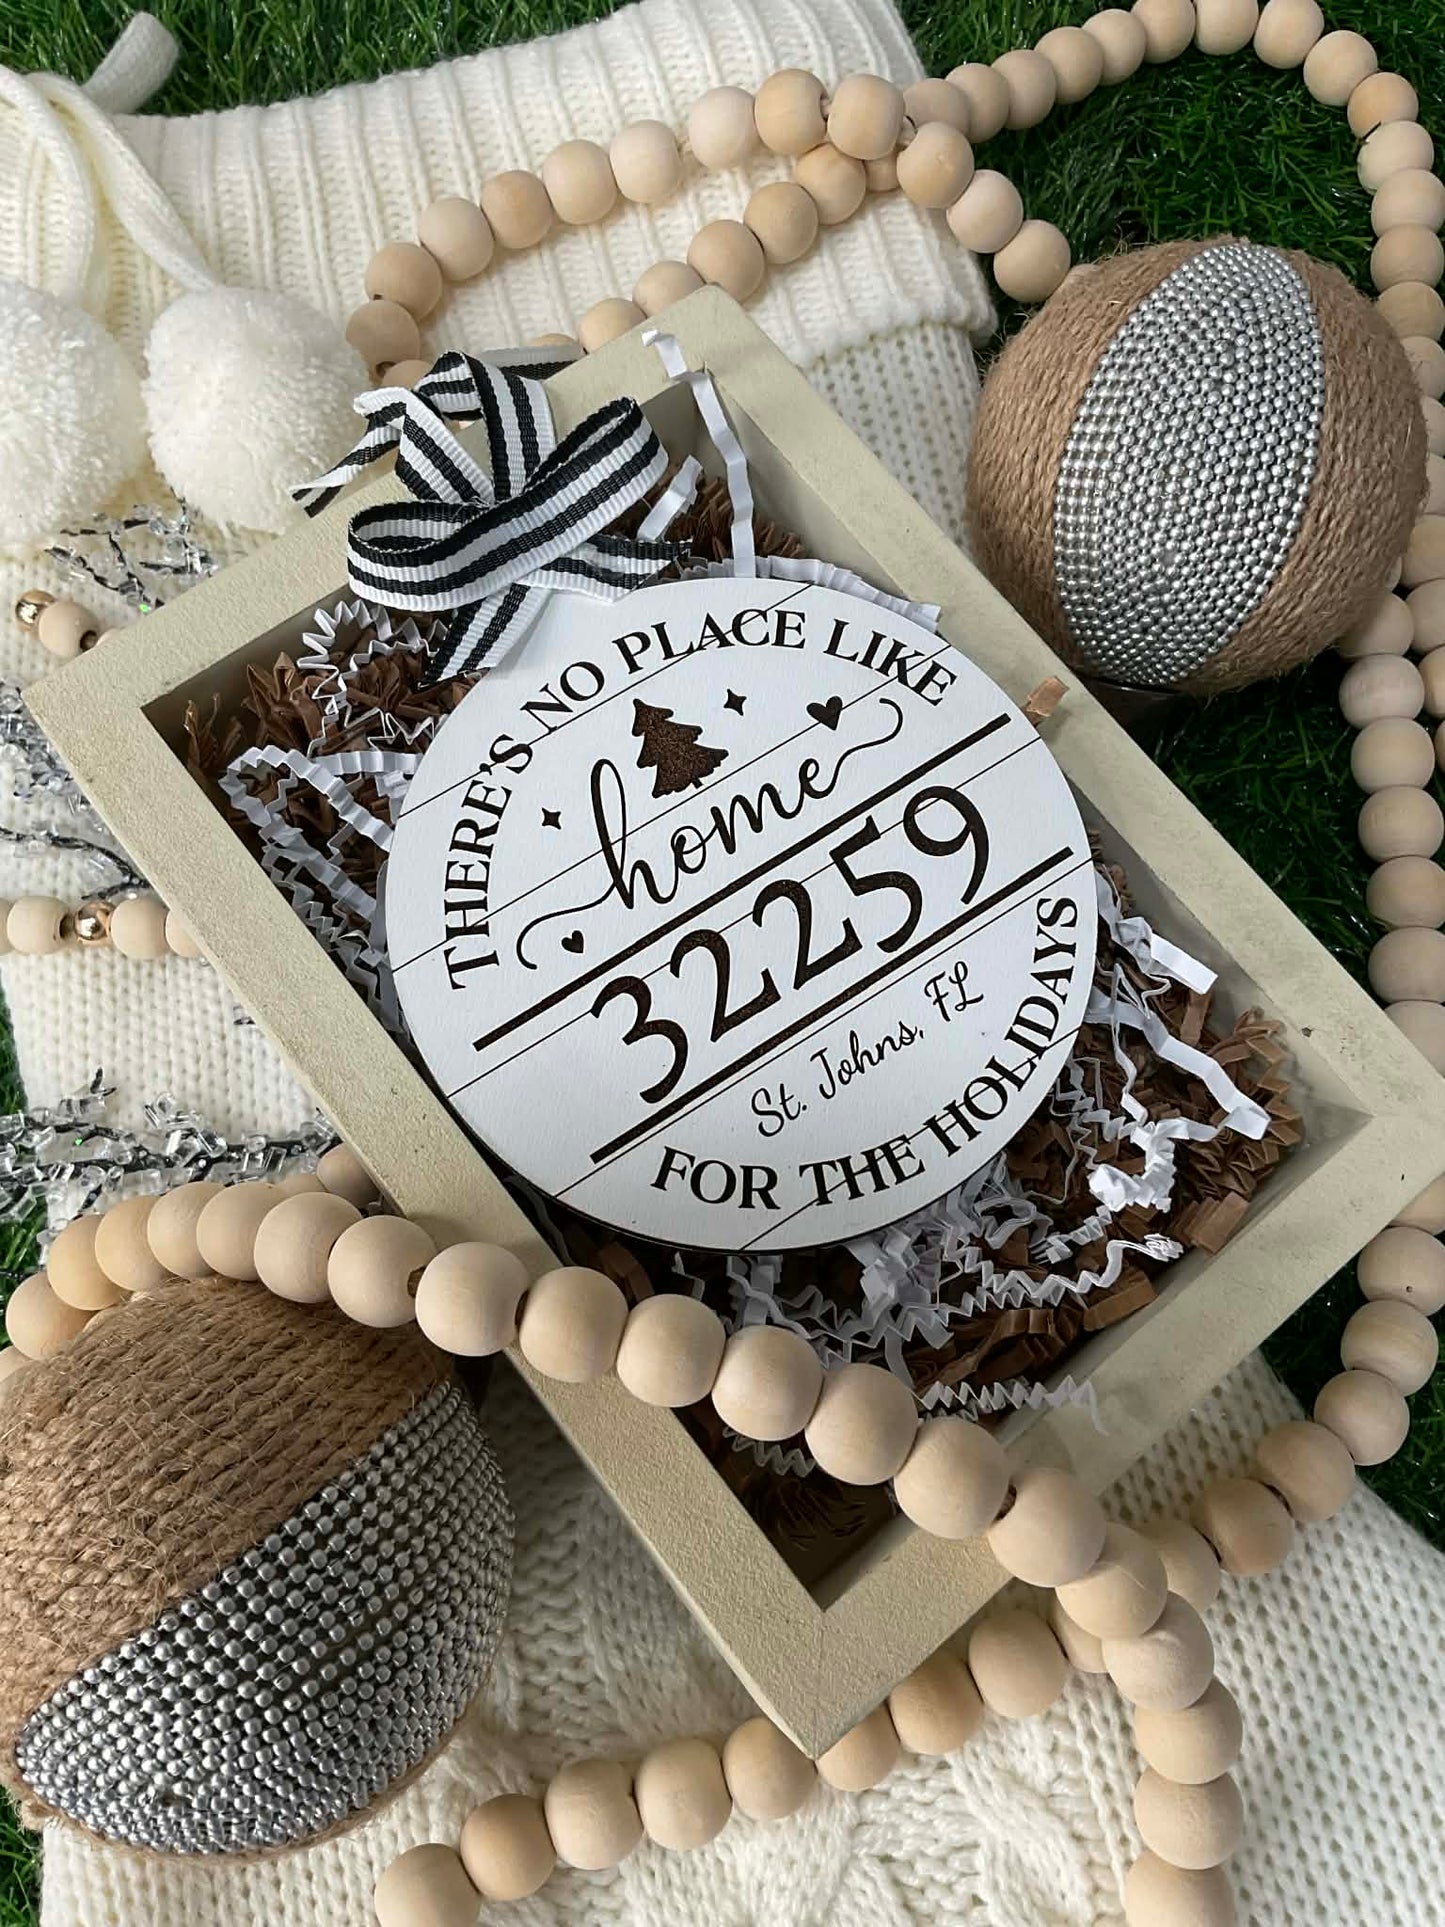 THERE'S NO PLACE LIKE
home
32259
St. Johns, FL
FOR THE HOLIDAYS